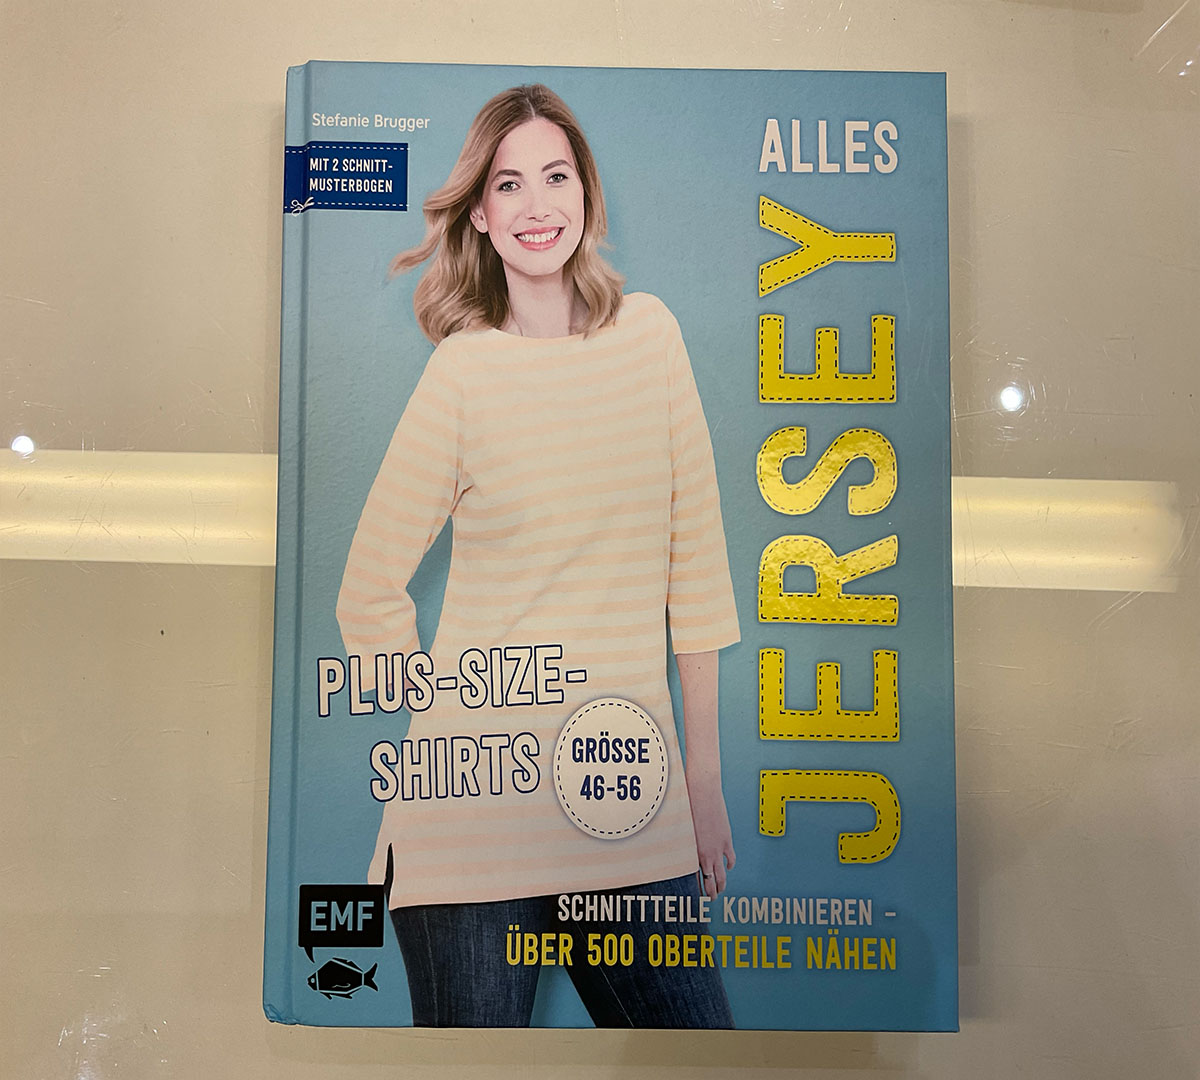 Stefanie Brugger
MIT 2 SCHNITT-
MUSTERBOGEN
ALLES
JERSEY
PLUS-SIZE-
SHIRTS
GRÖSSE
46-56
SCHNITTTEILE KOMBINIEREN –
ÜBER 500 OBERTEILE NÄHEN
EMF